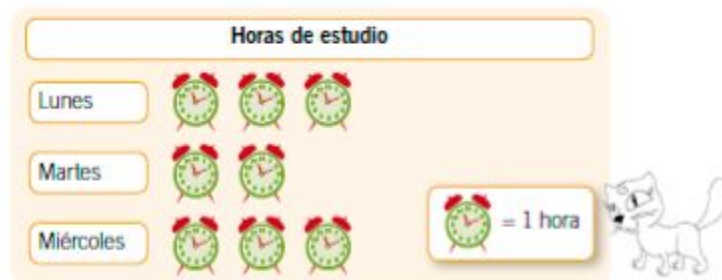 Horas de estudio
Lunes
Martes
Miércoles
= 1 hora